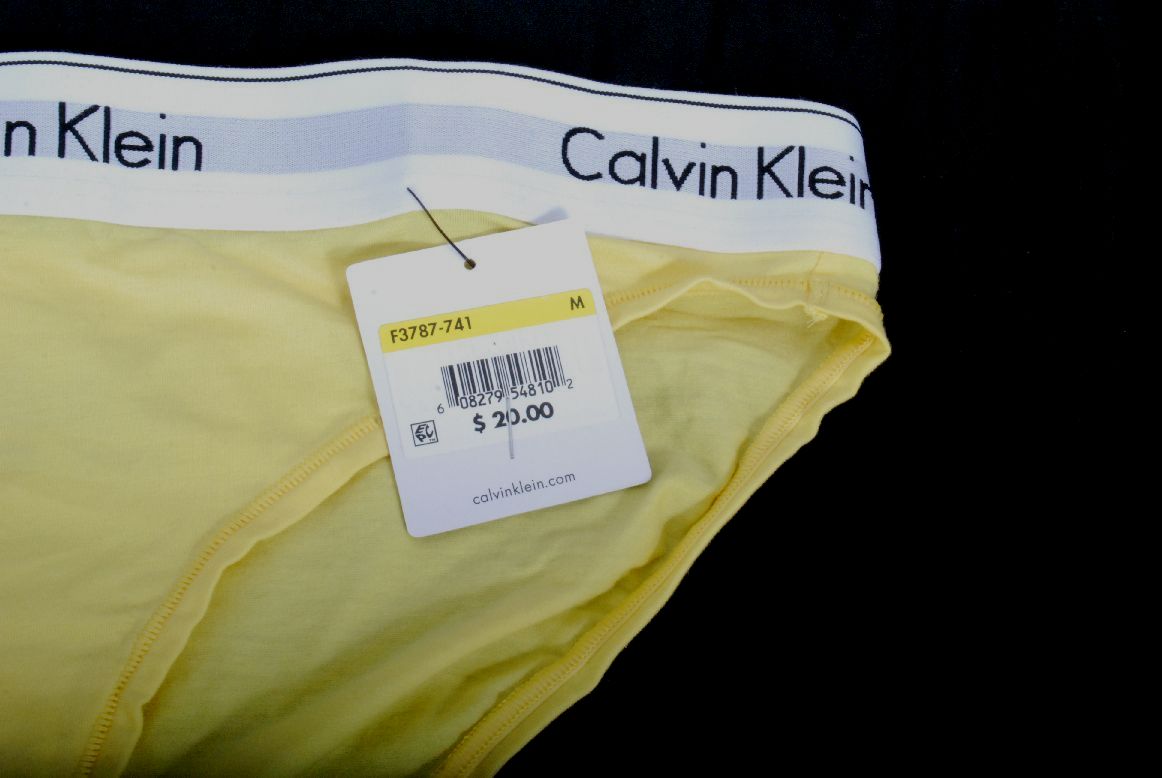 n Klein
Calvin Klein
F3787-741 M
6 08279 54810 2
$ 20.00
calvinklein.com